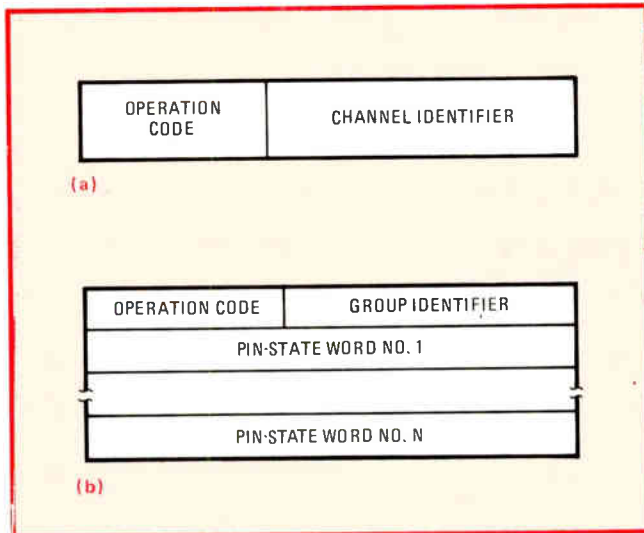 OPERATION
CODE
CHANNEL IDENTIFIER
(a)
OPERATION CODE
GROUP IDENTIFIER
PIN-STATE WORD NO. 1
PIN-STATE WORD NO. N
(b)